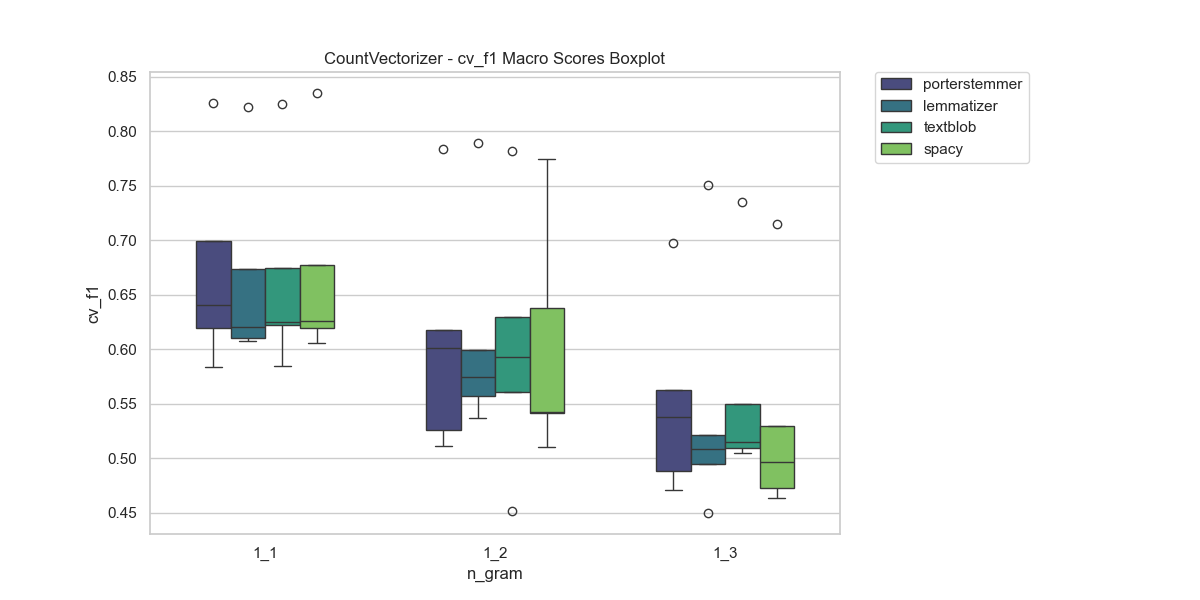 CountVectorizer - cv_f1 Macro Scores Boxplot
0.85
0.80
0.75
0.70
0.65
0.60
0.55
0.50
0.45
cv_f1
1_1
1_2
1_3
n_gram
porterstemmer
lemmatizer
textblob
spacy